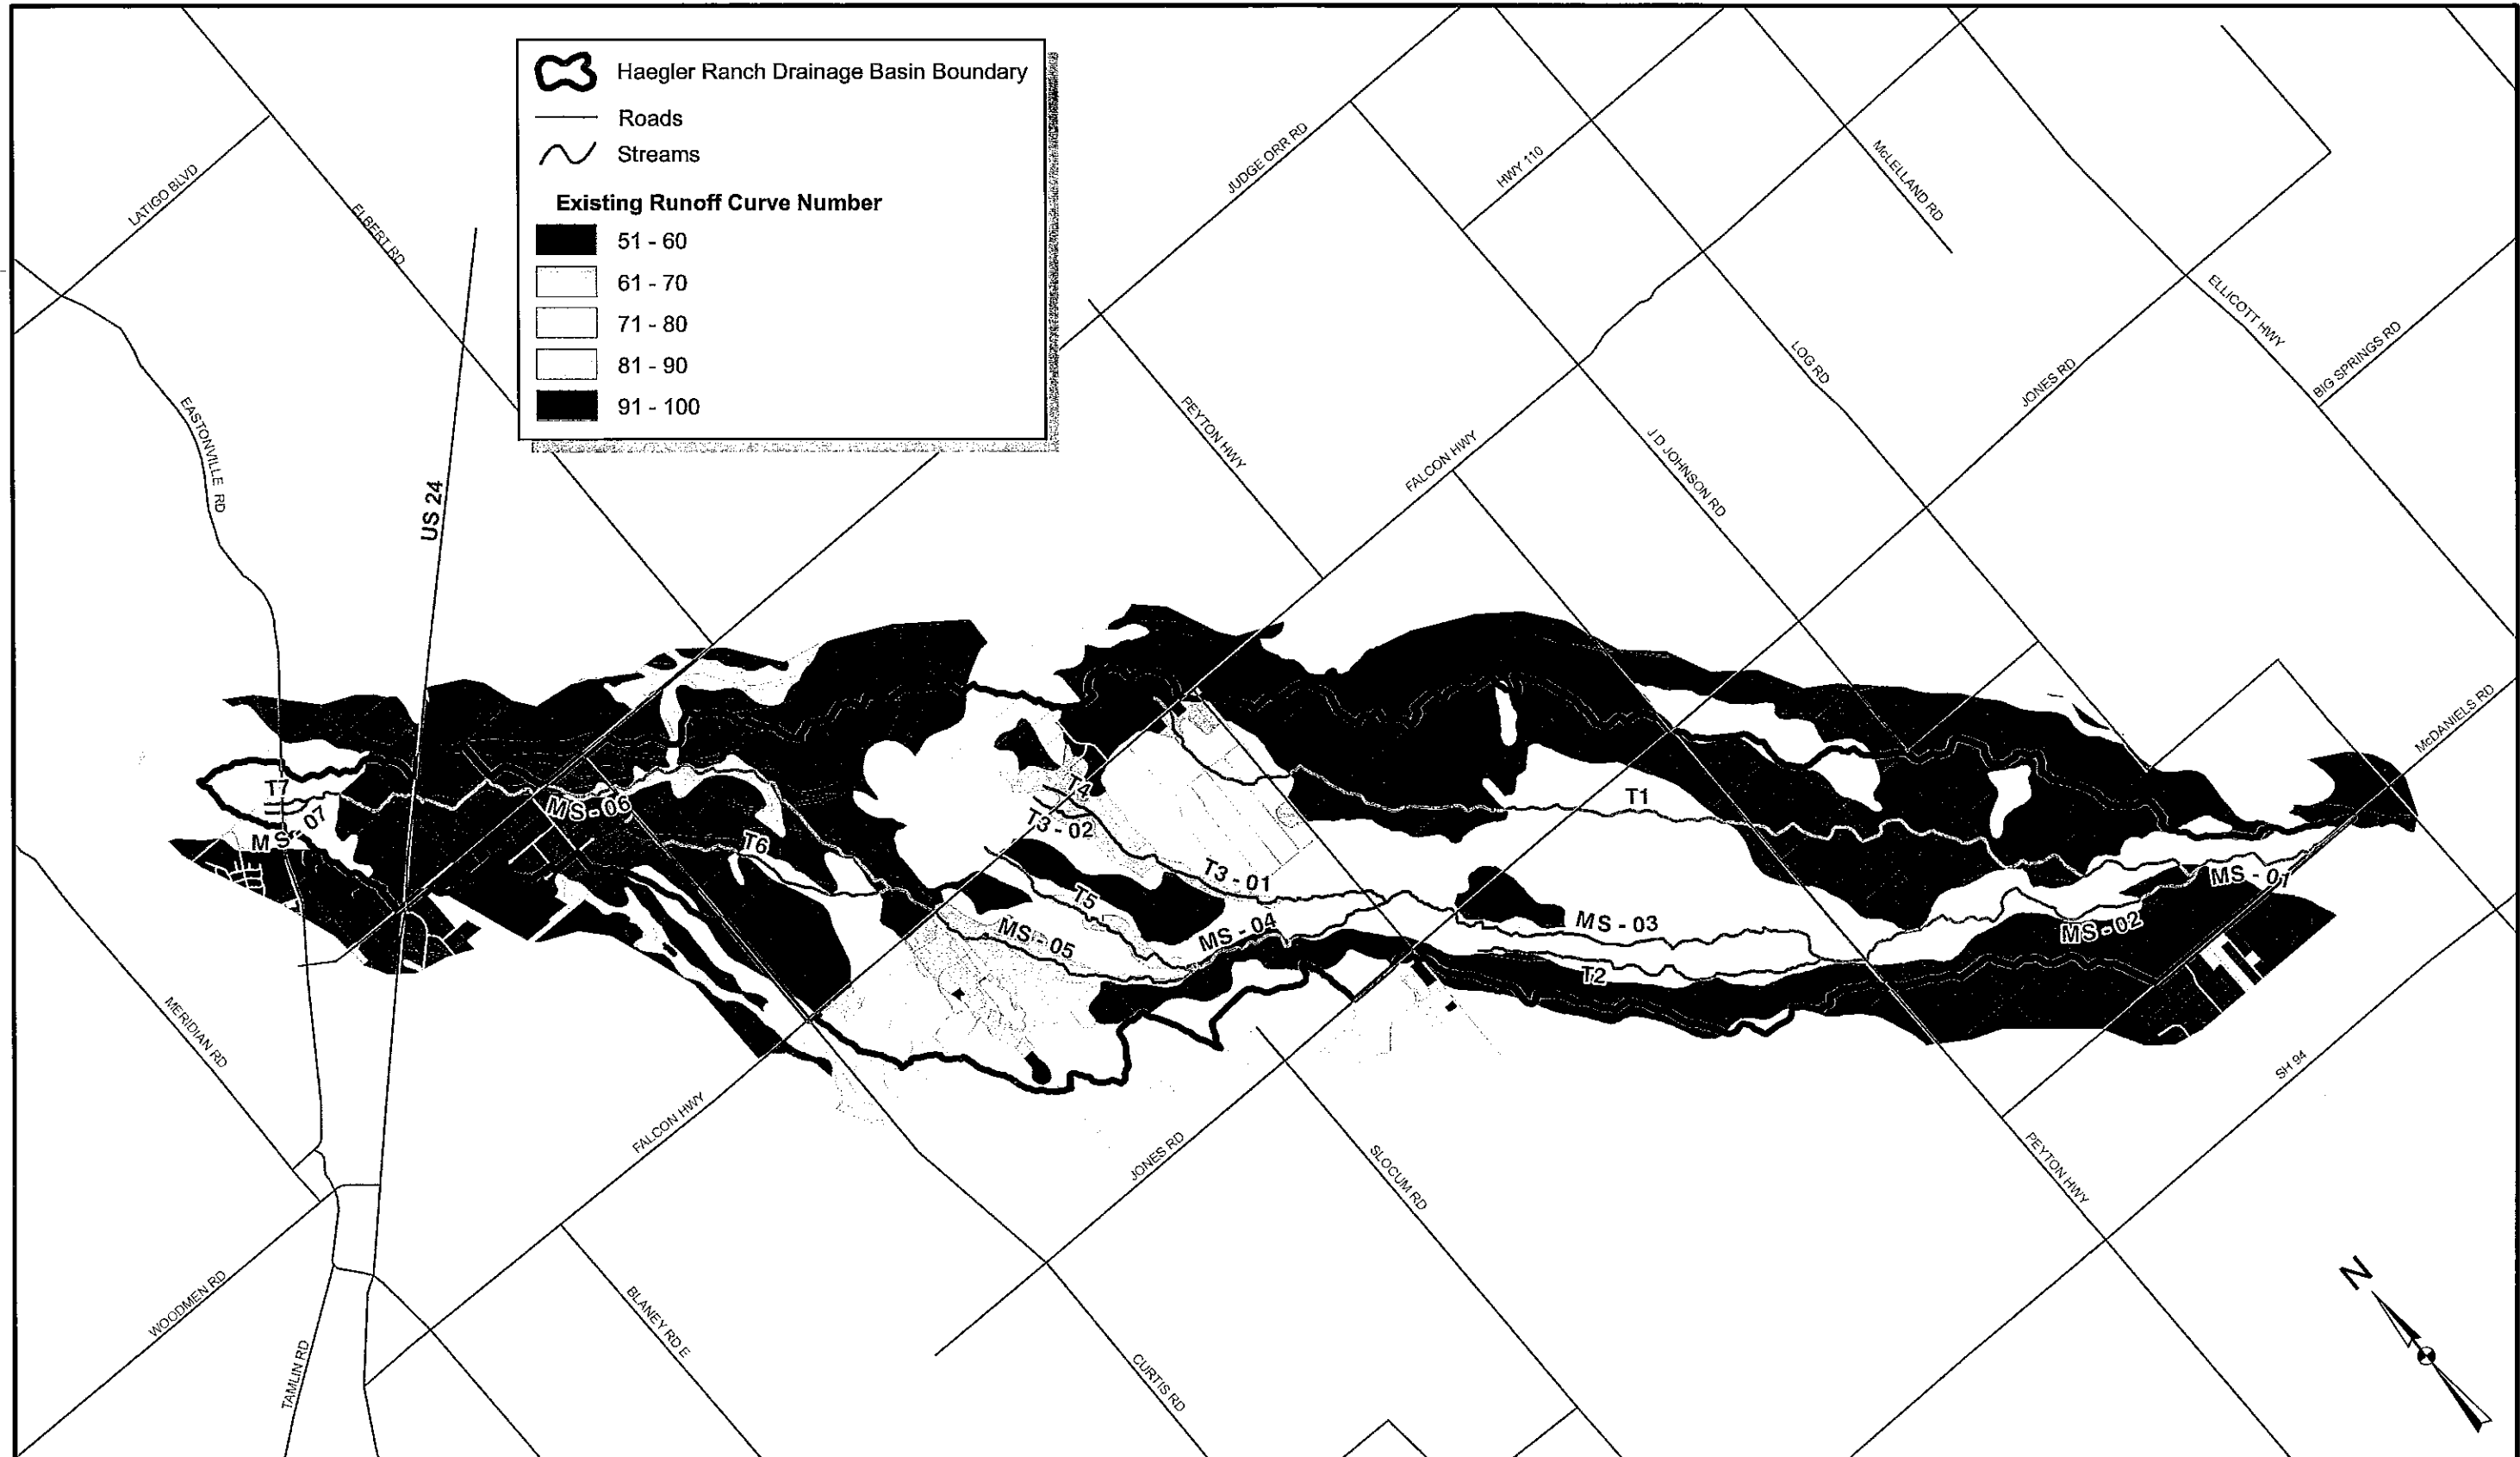 Haegler Ranch Drainage Basin Boundary
Roads
Streams
Existing Runoff Curve Number
51 - 60
61 - 70
71 - 80
81 - 90
91 - 100
LATIGO BLVD
ELBERT RD
EASTONVILLE RD
US 24
JUDGE ORR RD
HWY 110
McLELLAND RD
PEYTON HWY
FALCON HWY
J D JOHNSON RD
LOG RD
JONES RD
ELLICOTT HWY
BIG SPRINGS RD
McDANIELS RD
T7
MS - 07
MS - 06
T6
T4
T3 - 02
T3 - 01
T5
MS - 05
MS - 04
T1
MS - 03
T2
MS - 01
MS - 02
MERIDIAN RD
FALCON HWY
JONES RD
SLOCUM RD
PEYTON HWY
SH 94
WOODMEN RD
TAMLIN RD
BLANEY RD E
CURTIS RD
N